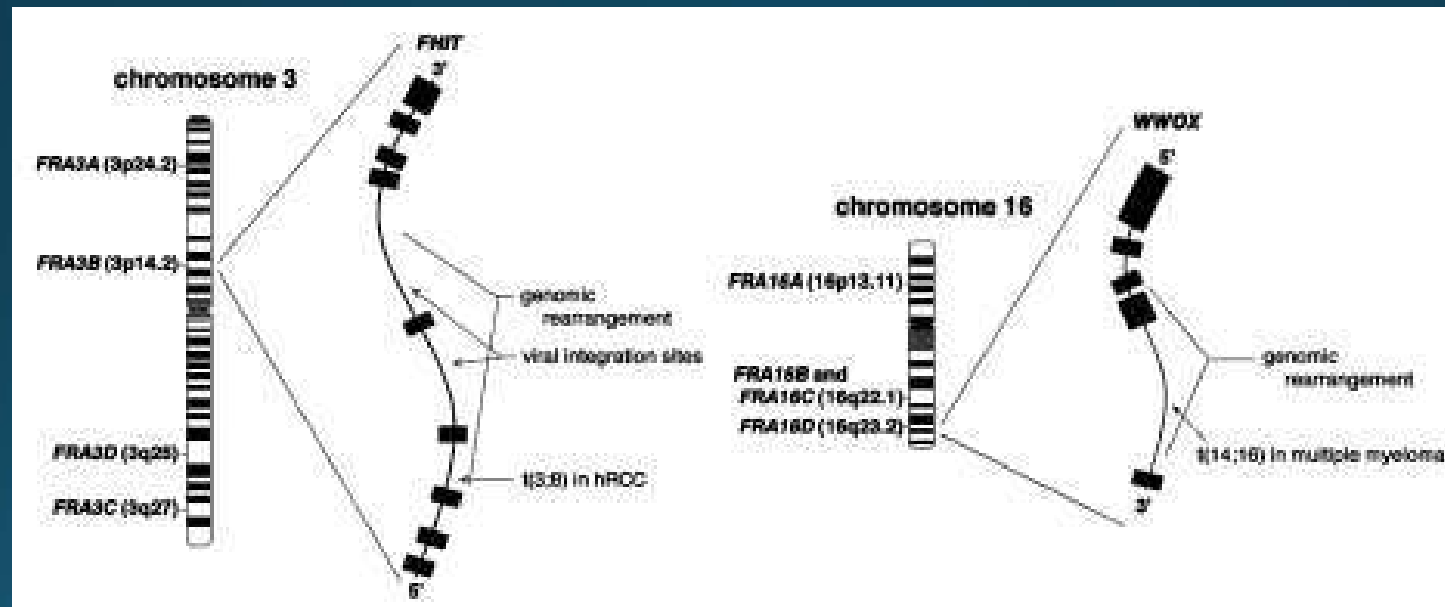 FHIT
3'
chromosome 3
FRA3A (3p24.2)
FRA3B (3p14.2)
genomic
rearrangement
viral integration sites
FRA3D (3q25)
t(3;8) in hRCC
FRA3C (3q27)
5'
WWOX
5'
chromosome 16
FRA16A (16p13.11)
genomic
rearrangement
FRA16B and
FRA16C (16q22.1)
FRA16D (16q23.2)
t(14;16) in multiple myeloma
3'